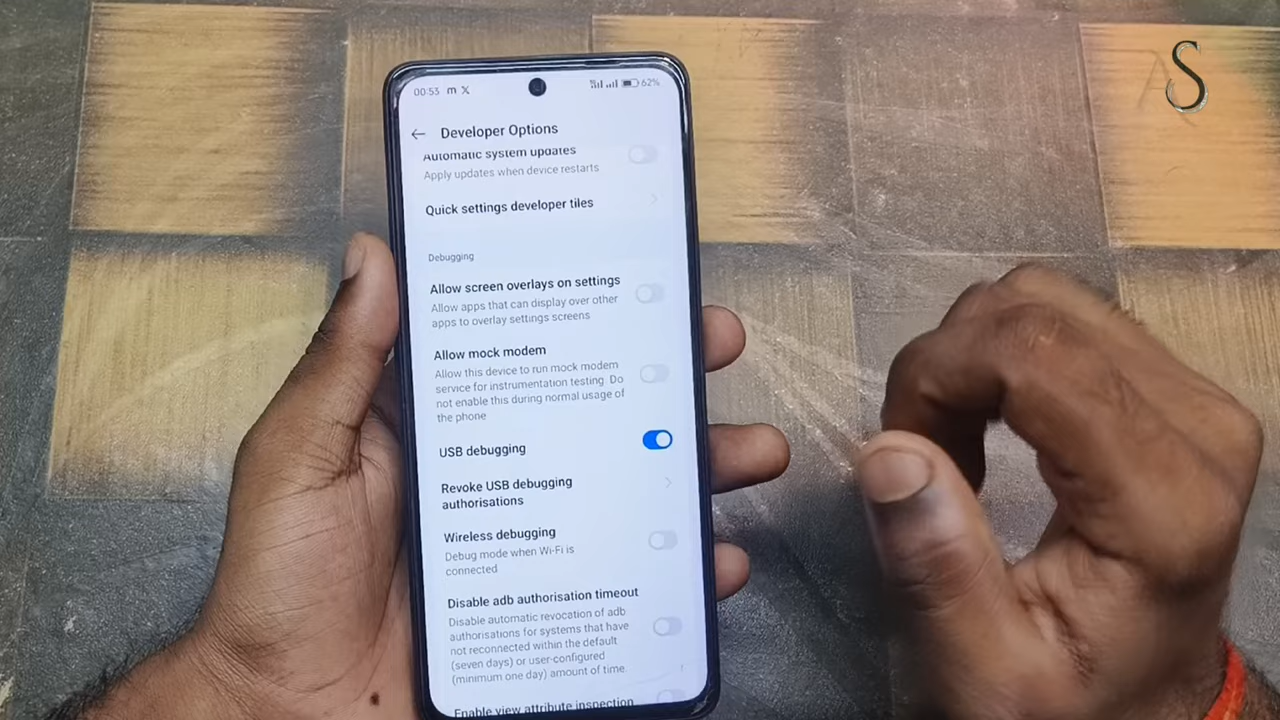 00:53 m X 62%
Developer Options
Automatic system updates
Apply updates when device restarts
Quick settings developer tiles
Debugging
Allow screen overlays on settings
Allow apps that can display over other
apps to overlay settings screens
Allow mock modem
Allow this device to run mock modem
service for instrumentation testing. Do
not enable this during normal usage of
the phone
USB debugging
Revoke USB debugging
authorisations
Wireless debugging
Debug mode when Wi-Fi is
connected
Disable adb authorisation timeout
Disable automatic revocation of adb
authorisations for systems that have
not reconnected within the default
(seven days) or user-configured
(minimum one day) amount of time.
Enable view attribute inspection
AS